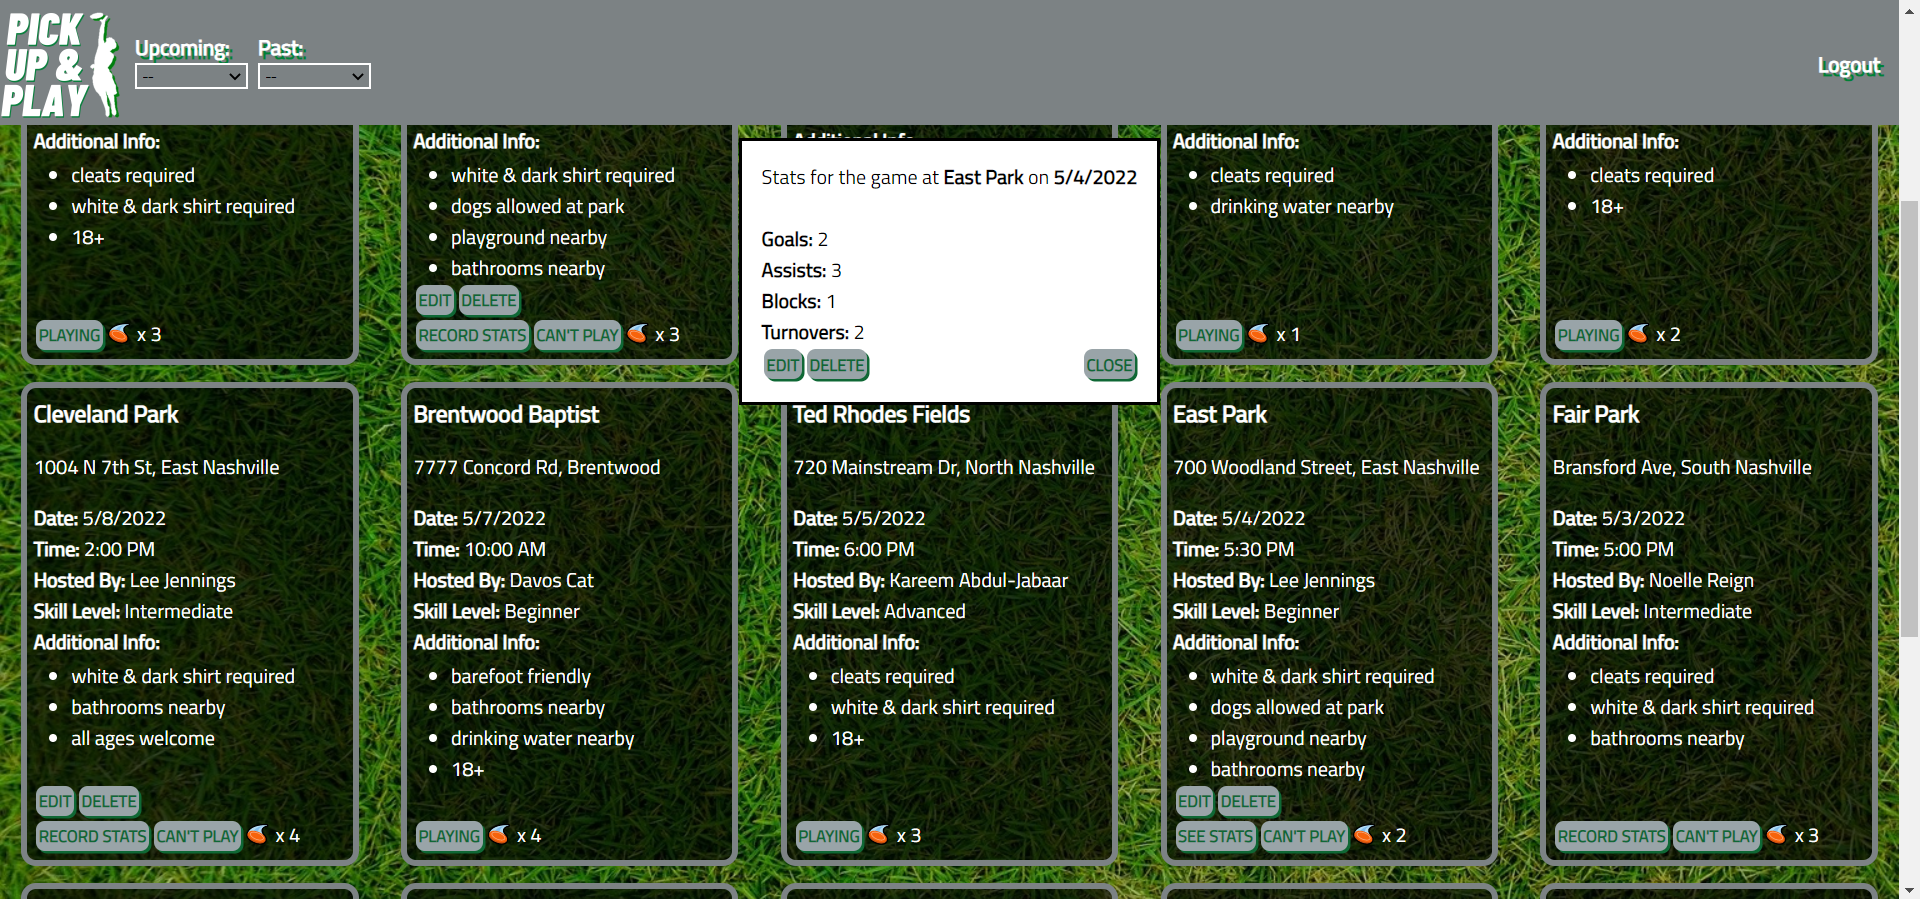 PICK
UP &
PLAY
Upcoming:
--
Past:
--
Logout
Additional Info:
cleats required
white & dark shirt required
18+
PLAYING x 3
Additional Info:
white & dark shirt required
dogs allowed at park
playground nearby
bathrooms nearby
EDIT DELETE
RECORD STATS CAN'T PLAY x 3
Additional Info:
Stats for the game at East Park on 5/4/2022
Goals: 2
Assists: 3
Blocks: 1
Turnovers: 2
EDIT DELETE CLOSE
Additional Info:
cleats required
drinking water nearby
PLAYING x 1
Additional Info:
cleats required
18+
PLAYING x 2
Cleveland Park
1004 N 7th St, East Nashville
Date: 5/8/2022
Time: 2:00 PM
Hosted By: Lee Jennings
Skill Level: Intermediate
Additional Info:
white & dark shirt required
bathrooms nearby
all ages welcome
EDIT DELETE
RECORD STATS CAN'T PLAY x 4
Brentwood Baptist
7777 Concord Rd, Brentwood
Date: 5/7/2022
Time: 10:00 AM
Hosted By: Davos Cat
Skill Level: Beginner
Additional Info:
barefoot friendly
bathrooms nearby
drinking water nearby
18+
PLAYING x 4
Ted Rhodes Fields
720 Mainstream Dr, North Nashville
Date: 5/5/2022
Time: 6:00 PM
Hosted By: Kareem Abdul-Jabaar
Skill Level: Advanced
Additional Info:
cleats required
white & dark shirt required
18+
PLAYING x 3
East Park
700 Woodland Street, East Nashville
Date: 5/4/2022
Time: 5:30 PM
Hosted By: Lee Jennings
Skill Level: Beginner
Additional Info:
white & dark shirt required
dogs allowed at park
playground nearby
bathrooms nearby
EDIT DELETE
SEE STATS CAN'T PLAY x 2
Fair Park
Bransford Ave, South Nashville
Date: 5/3/2022
Time: 5:00 PM
Hosted By: Noelle Reign
Skill Level: Intermediate
Additional Info:
cleats required
white & dark shirt required
bathrooms nearby
RECORD STATS CAN'T PLAY x 3